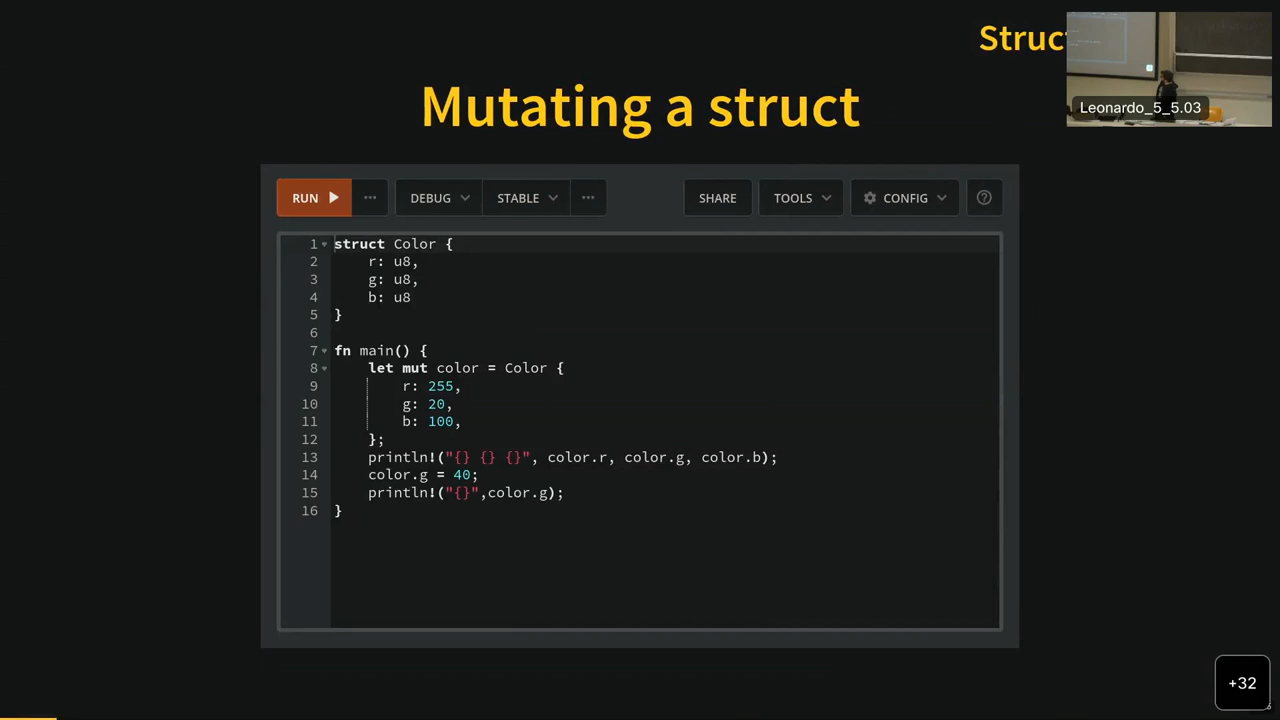 Struct
Leonardo_5_5.03
Mutating a struct
RUN ··· DEBUG STABLE ··· SHARE TOOLS CONFIG ?
1 struct Color {
2     r: u8,
3     g: u8,
4     b: u8
5 }
6
7 fn main() {
8     let mut color = Color {
9         r: 255,
10         g: 20,
11         b: 100,
12     };
13     println!("{} {} {}", color.r, color.g, color.b);
14     color.g = 40;
15     println!("{}",color.g);
16 }
+32